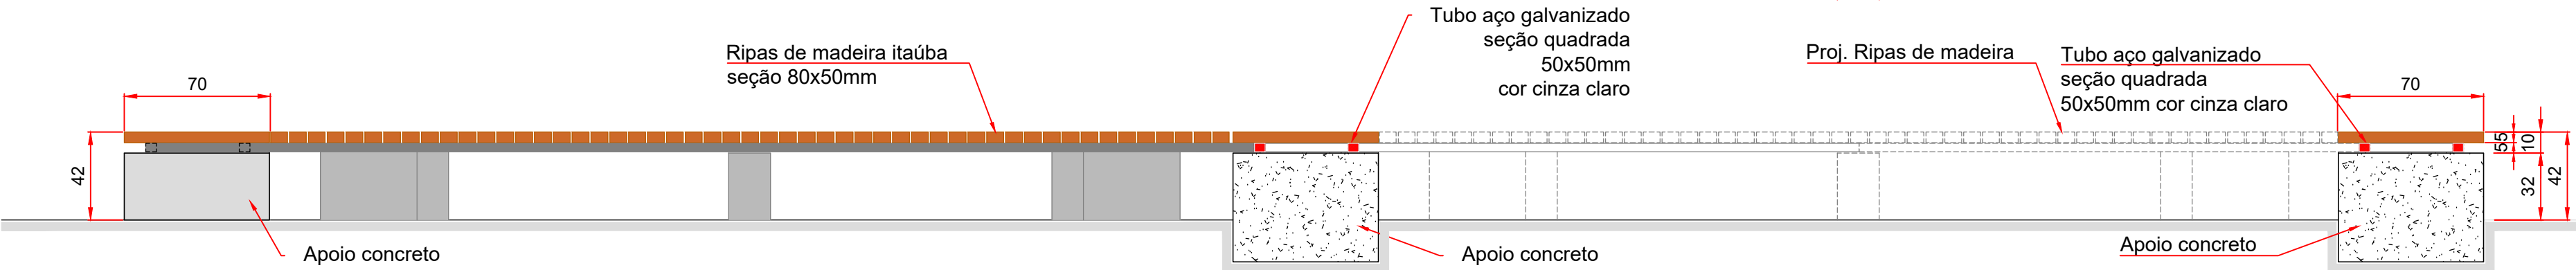 Tubo aço galvanizado
seção quadrada
50x50mm
cor cinza claro
Ripas de madeira itaúba
seção 80x50mm
Proj. Ripas de madeira
Tubo aço galvanizado
seção quadrada
50x50mm cor cinza claro
70
70
42
5
5
10
32
42
Apoio concreto
Apoio concreto
Apoio concreto